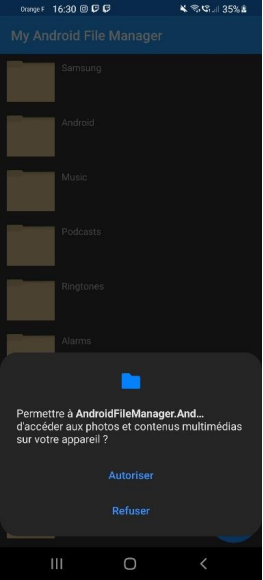 Orange F 16:30 35%
My Android File Manager
Samsung
Android
Music
Podcasts
Ringtones
Alarms
Permettre à AndroidFileManager.And…
d'accéder aux photos et contenus multimédias
sur votre appareil ?
Autoriser
Refuser